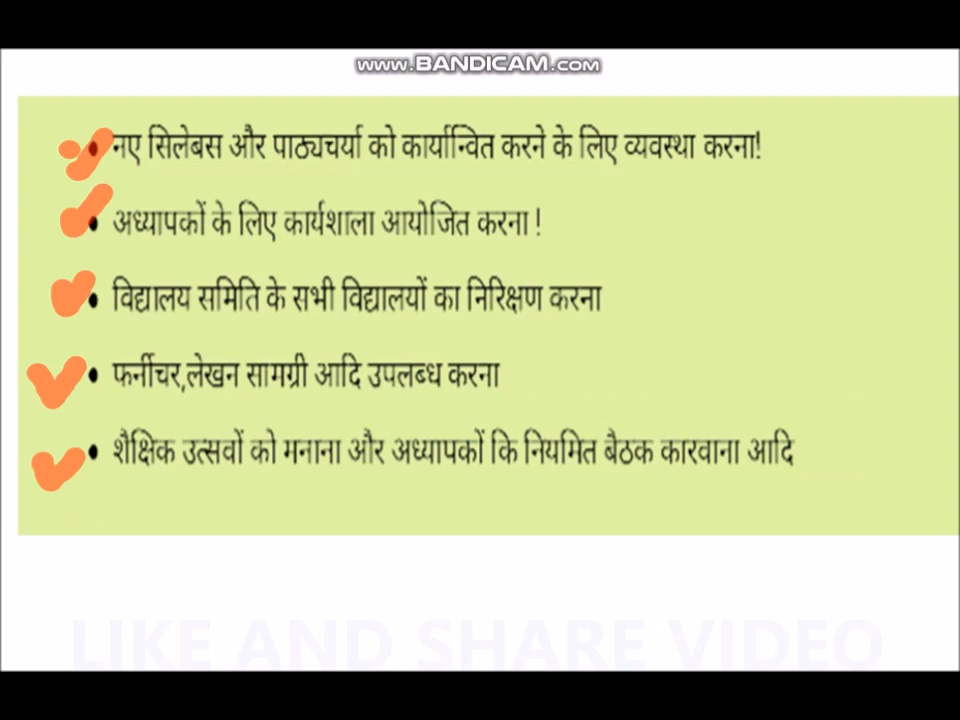 www.BANDICAM.com
• नए सिलेबस और पाठ्यचर्या को कार्यान्वित करने के लिए व्यवस्था करना!
• अध्यापकों के लिए कार्यशाला आयोजित करना !
• विद्यालय समिति के सभी विद्यालयों का निरिक्षण करना
• फर्नीचर,लेखन सामग्री आदि उपलब्ध करना
• शैक्षिक उत्सवों को मनाना और अध्यापकों कि नियमित बैठक कारवाना आदि
LIKE AND SHARE VIDEO